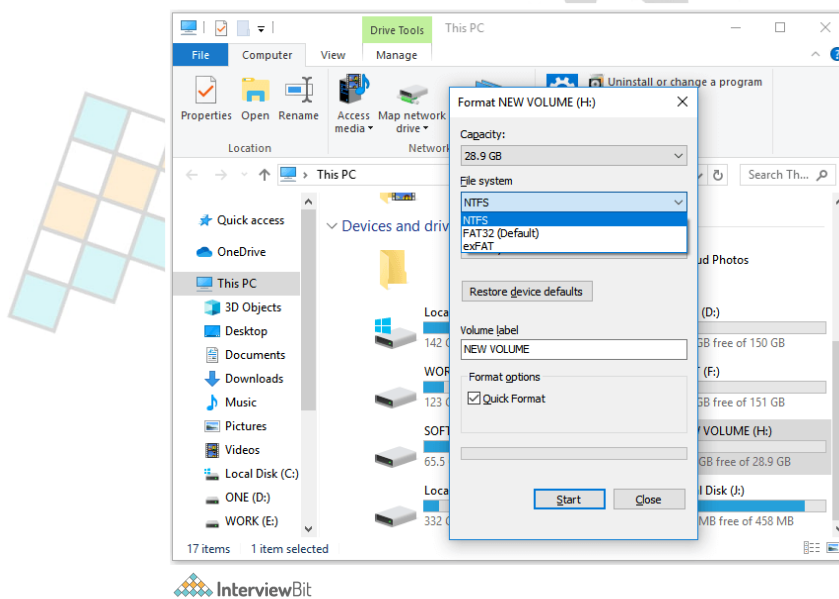 Drive Tools This PC
File Computer View Manage
Properties Open Rename Access media Map network drive Uninstall or change a program
Location Network
This PC Search Th...
Quick access
OneDrive
This PC
3D Objects
Desktop
Documents
Downloads
Music
Pictures
Videos
Local Disk (C:)
ONE (D:)
WORK (E:)
17 items 1 item selected
Devices and driv
ud Photos
Loca (D:)
142 GB free of 150 GB
WOR (F:)
123 GB free of 151 GB
SOFT VOLUME (H:)
65.5 GB free of 28.9 GB
Loca l Disk (J:)
332 MB free of 458 MB
Format NEW VOLUME (H:)
Capacity:
28.9 GB
File system
NTFS
NTFS
FAT32 (Default)
exFAT
Restore device defaults
Volume label
NEW VOLUME
Format options
Quick Format
Start Close
InterviewBit